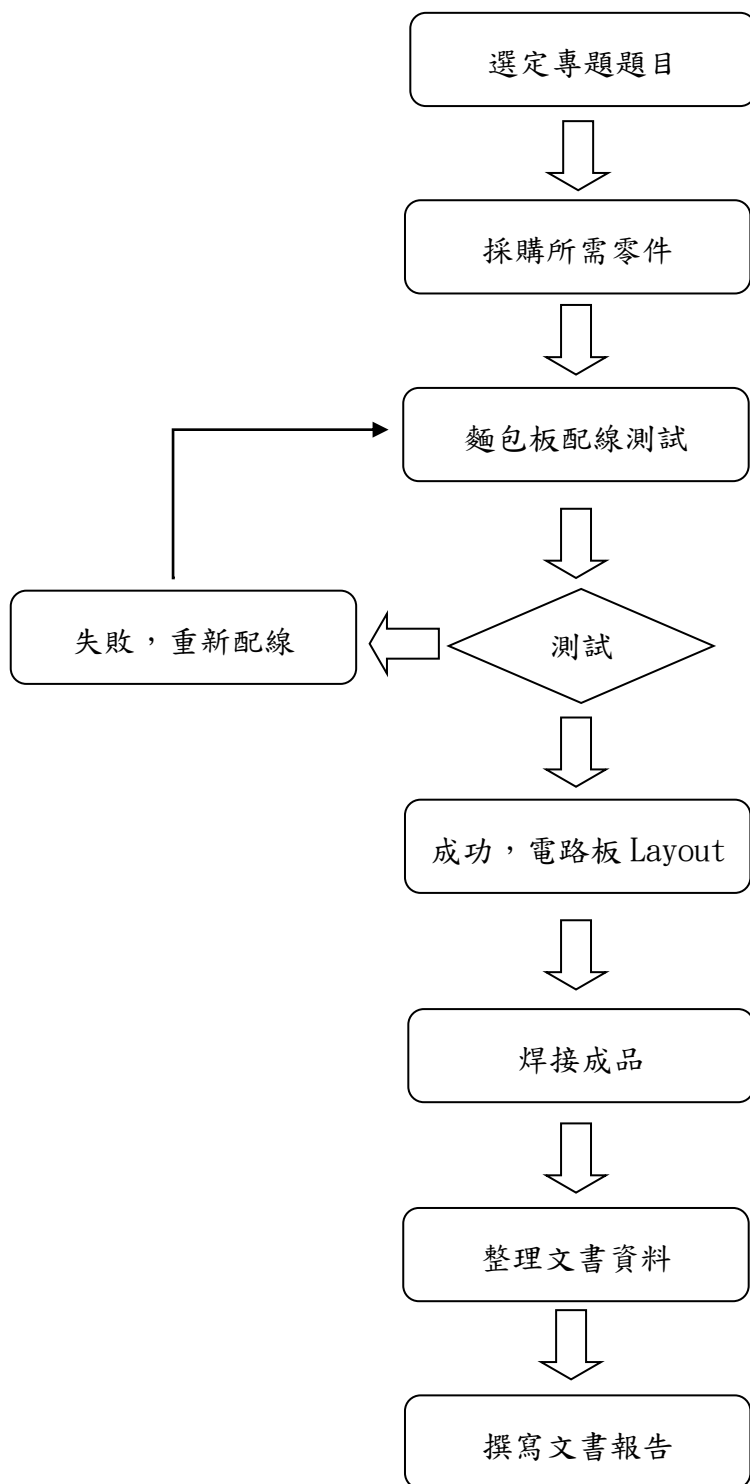 選定專題題目
採購所需零件
麵包板配線測試
測試
失敗，重新配線
成功，電路板 Layout
焊接成品
整理文書資料
撰寫文書報告